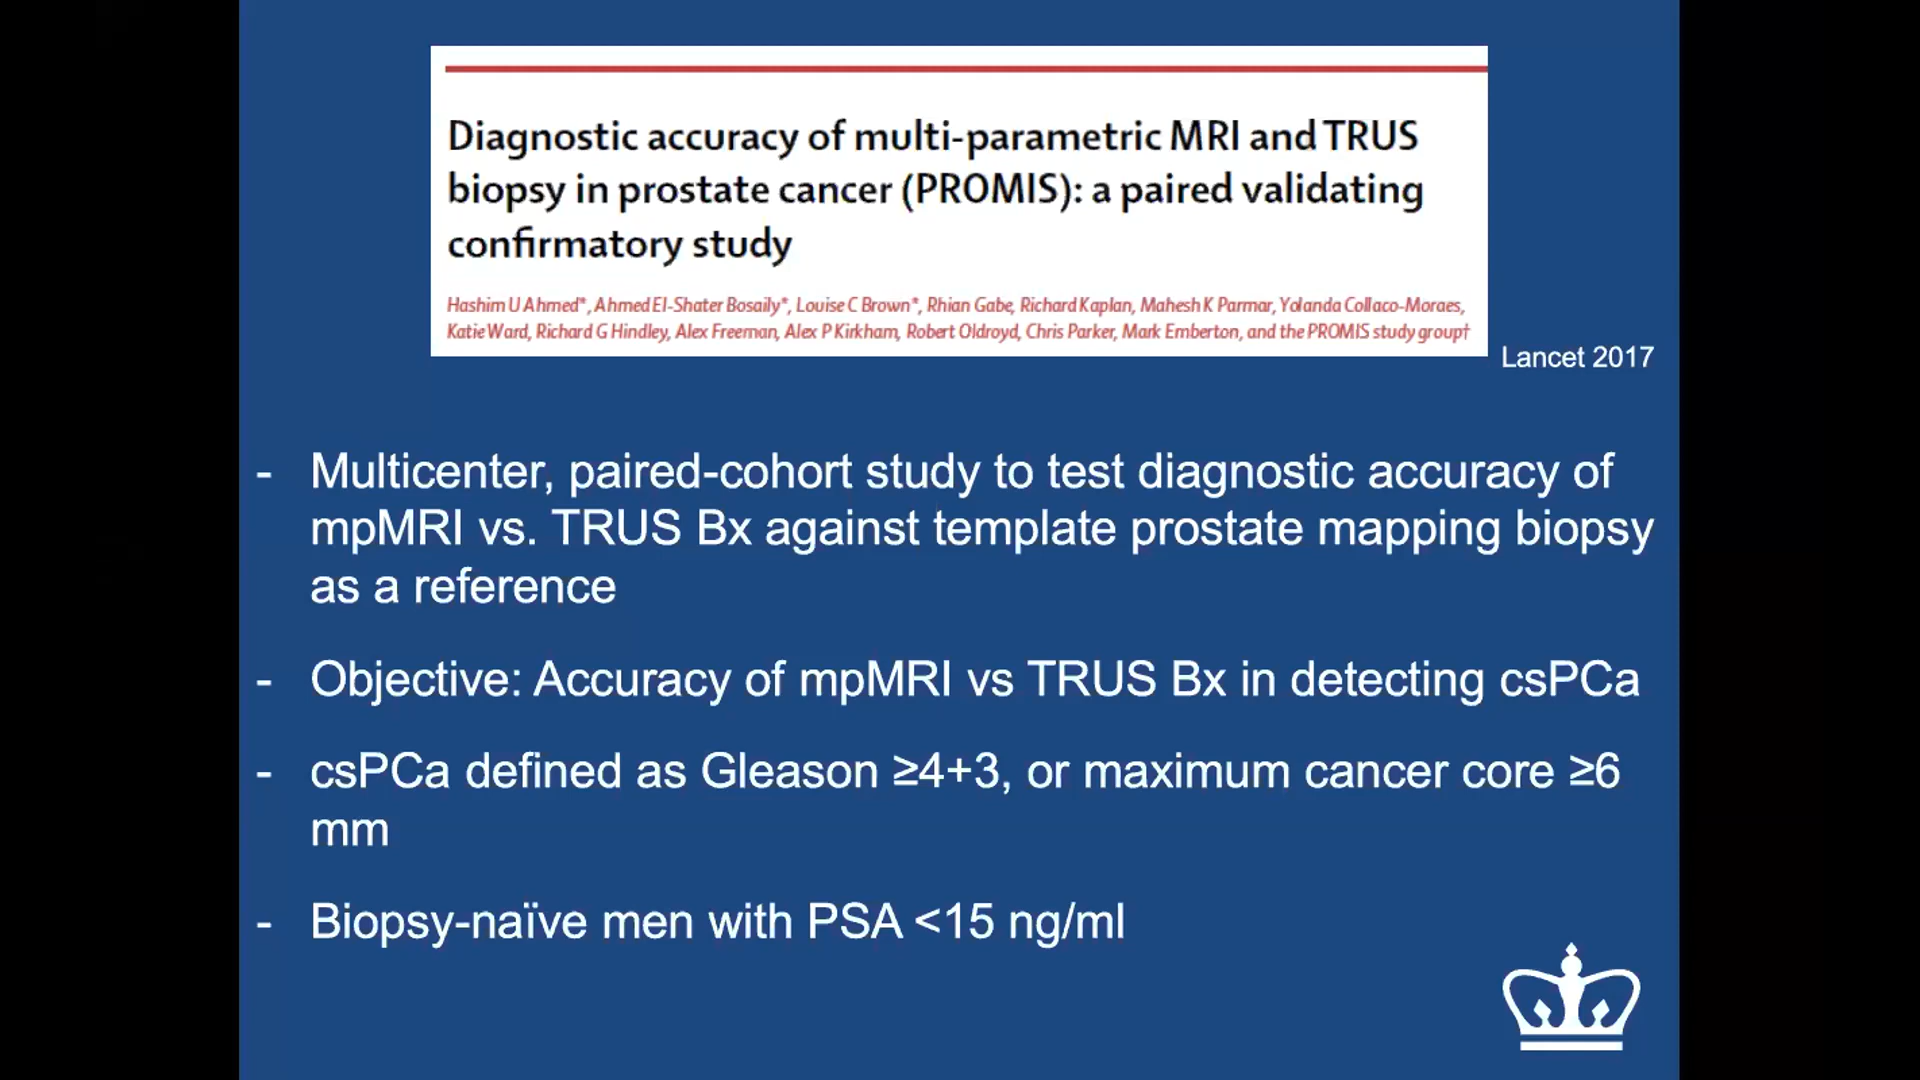 Diagnostic accuracy of multi-parametric MRI and TRUS
biopsy in prostate cancer (PROMIS): a paired validating
confirmatory study
Hashim U Ahmed*, Ahmed El-Shater Bosaily*, Louise C Brown*, Rhian Gabe, Richard Kaplan, Mahesh K Parmar, Yolanda Collaco-Moraes,
Katie Ward, Richard G Hindley, Alex Freeman, Alex P Kirkham, Robert Oldroyd, Chris Parker, Mark Emberton, and the PROMIS study group†
Lancet 2017
- Multicenter, paired-cohort study to test diagnostic accuracy of
mpMRI vs. TRUS Bx against template prostate mapping biopsy
as a reference
- Objective: Accuracy of mpMRI vs TRUS Bx in detecting csPCa
- csPCa defined as Gleason ≥4+3, or maximum cancer core ≥6
mm
- Biopsy-naïve men with PSA <15 ng/ml